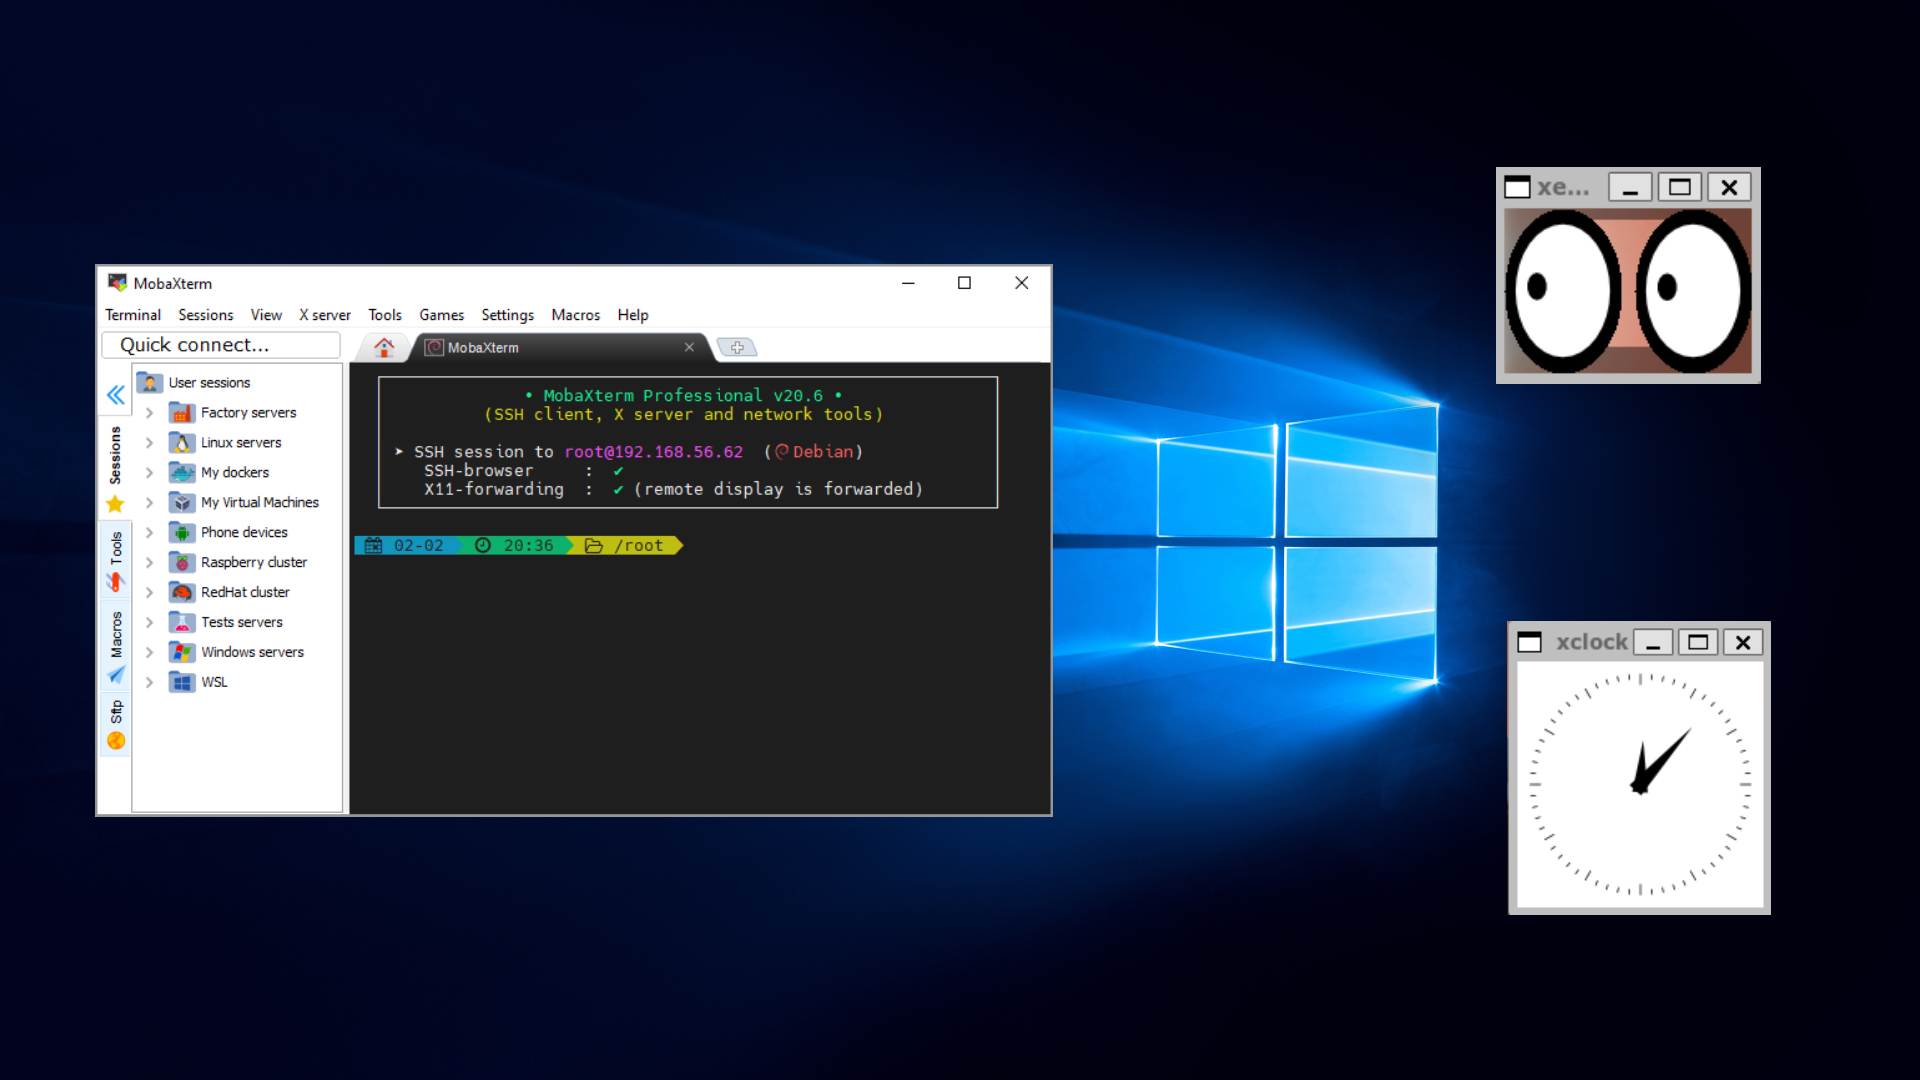 MobaXterm
Terminal Sessions View X server Tools Games Settings Macros Help
Quick connect...
MobaXterm
Sessions
Tools
Macros
Sftp
User sessions
Factory servers
Linux servers
My dockers
My Virtual Machines
Phone devices
Raspberry cluster
RedHat cluster
Tests servers
Windows servers
WSL
• MobaXterm Professional v20.6 •
(SSH client, X server and network tools)
➤ SSH session to root@192.168.56.62 (Debian)
SSH-browser : ✔
X11-forwarding : ✔ (remote display is forwarded)
02-02 20:36 /root
xe...
xclock